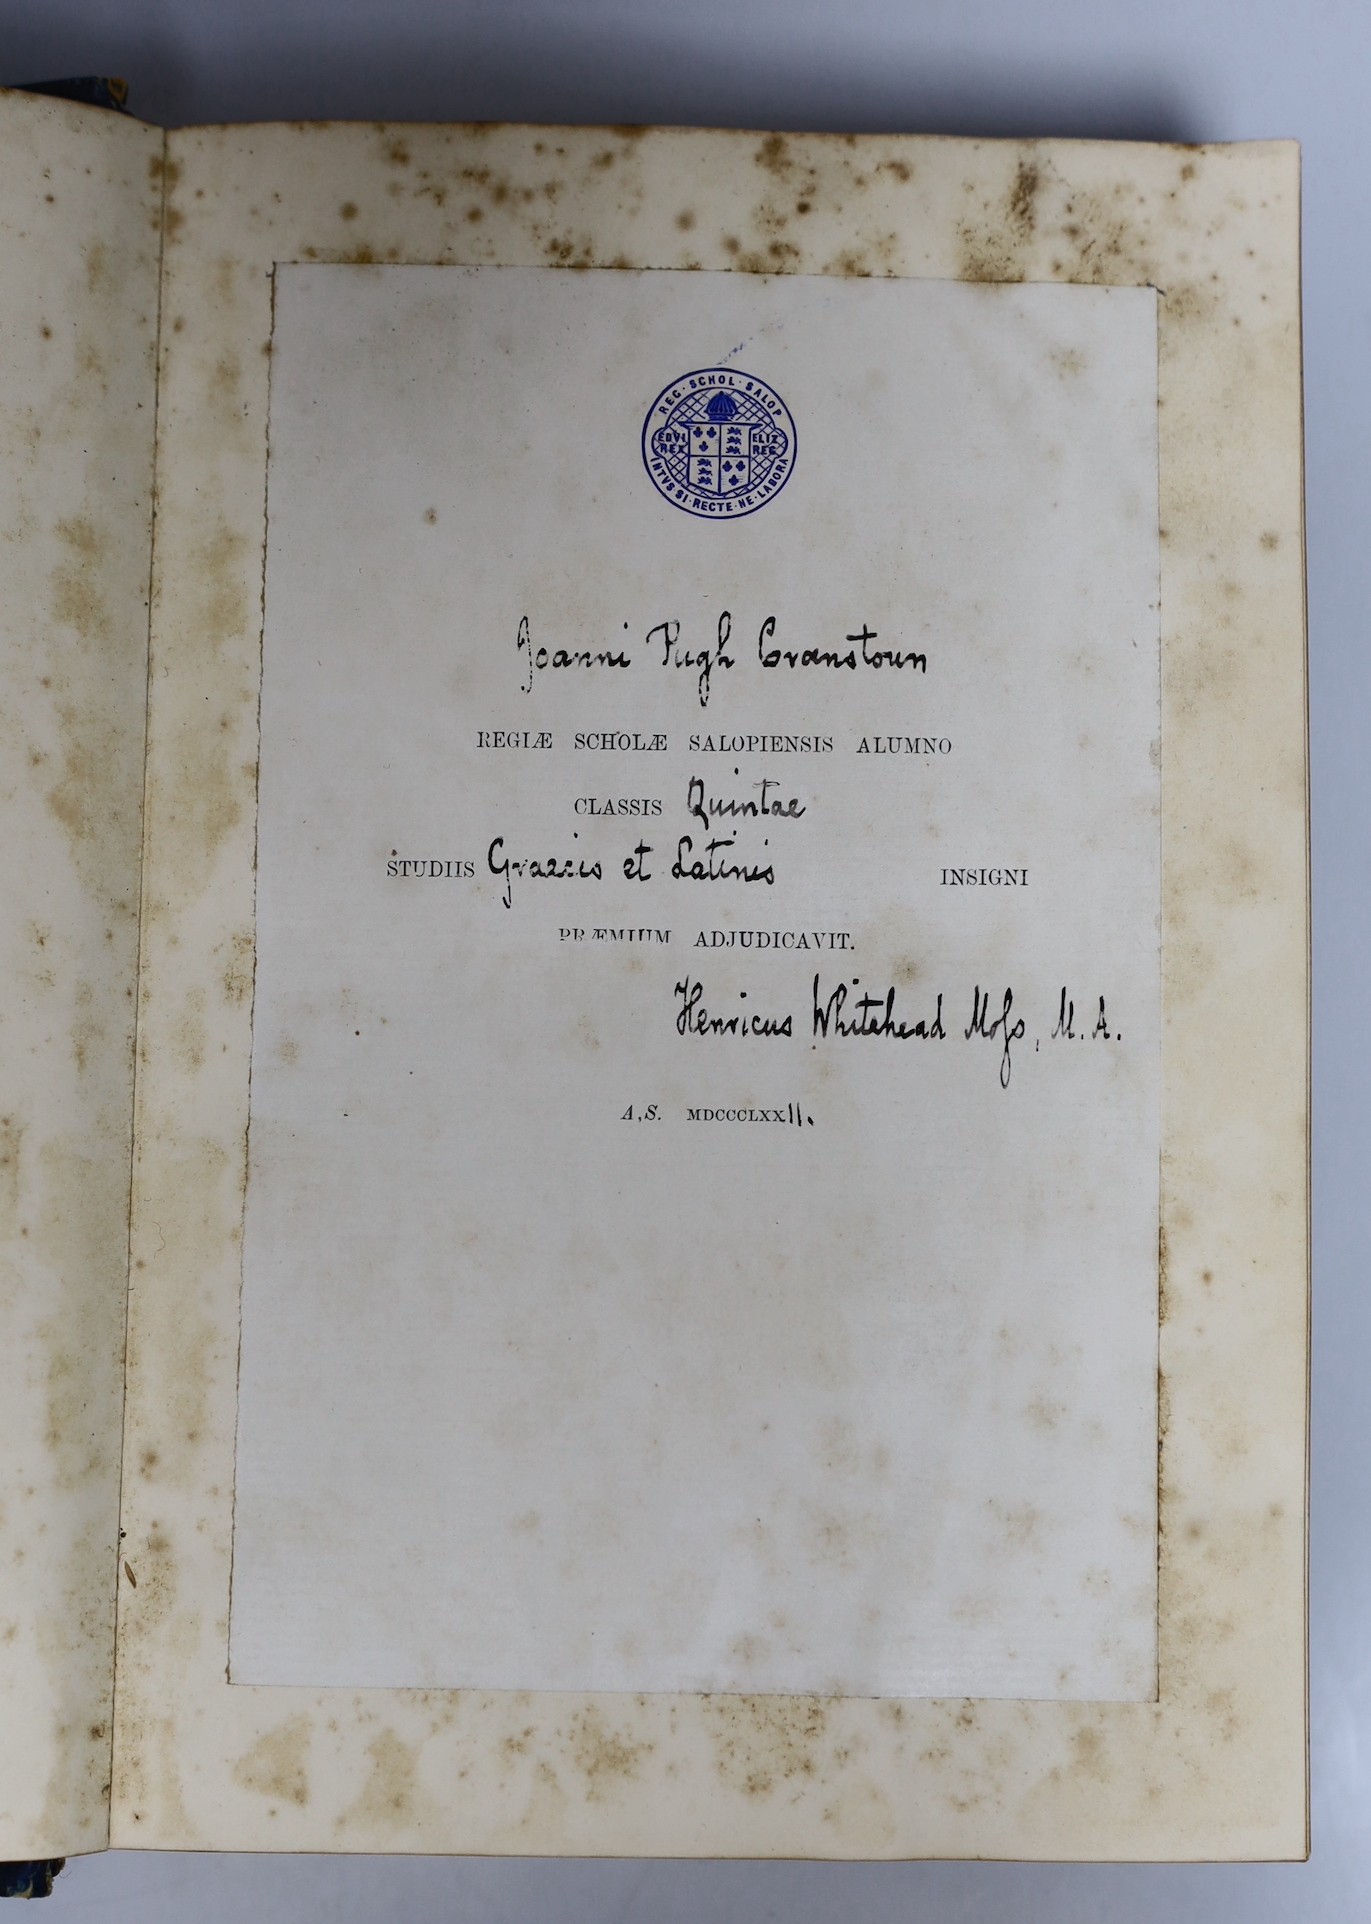 REG · SCHOL · SALOP
EDVI ELIZ
REX REG
INTVS SI · RECTE · NE · LABORA
Joanni Pugh Cranstoun
REGIÆ SCHOLÆ SALOPIENSIS ALUMNO
CLASSIS Quintae
STUDIIS Graecis et Latinis INSIGNI
PRÆMIUM ADJUDICAVIT.
Henricus Whitehead Moſs, M. A.
A.S. MDCCCLXXII.